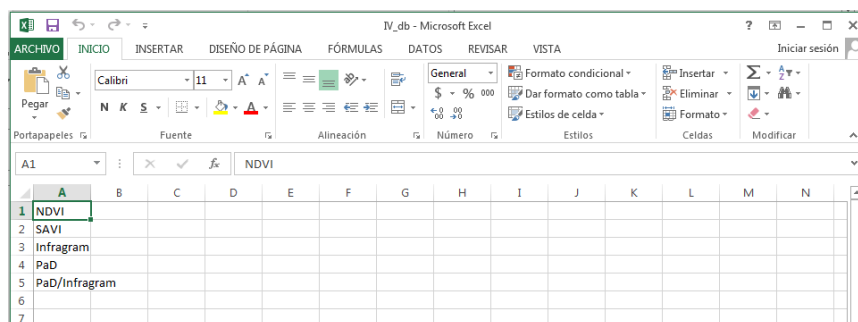 IV_db - Microsoft Excel
ARCHIVO INICIO INSERTAR DISEÑO DE PÁGINA FÓRMULAS DATOS REVISAR VISTA Iniciar sesión
Pegar
Calibri 11
General
Formato condicional
Insertar
N K S
$ % 000
Dar formato como tabla
Eliminar
Estilos de celda
Formato
Portapapeles Fuente Alineación Número Estilos Celdas Modificar
A1 fx NDVI
A B C D E F G H I J K L M N
1 NDVI
2 SAVI
3 Infragram
4 PaD
5 PaD/Infragram
6
7